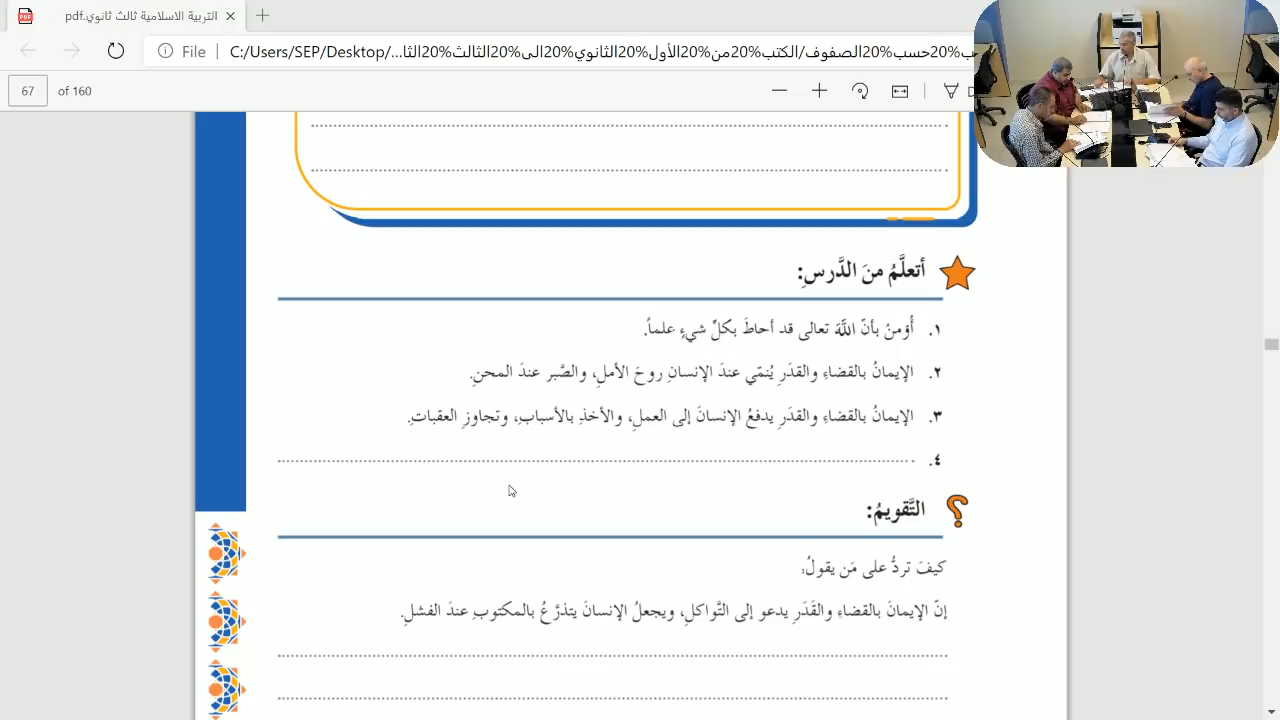 التربية الاسلامية ثالث ثانوي.pdf
File
C:/Users/SEP/Desktop/...ب%20حسب%20الصفوف/الكتب%20من%20الأول%20الثانوي%20الى%20الثالث%20الثا
67 of 160
أتعلَّمُ منَ الدَّرسِ:
١. أُؤمنُ بأنّ اللَّهَ تعالى قد أحاطَ بكلِّ شيءٍ علماً.
٢. الإيمانُ بالقضاءِ والقدَرِ يُنمّي عندَ الإنسانِ روحَ الأملِ، والصَّبر عندَ المحنِ.
٣. الإيمانُ بالقضاءِ والقدَرِ يدفعُ الإنسانَ إلى العملِ، والأخذِ بالأسبابِ، وتجاوزِ العقباتِ.
٤.
التَّقويمُ:
كيفَ تردُّ على مَن يقولُ:
إنّ الإيمانَ بالقضاءِ والقَدَرِ يدعو إلى التَّواكلِ، ويجعلُ الإنسانَ يتذرَّعُ بالمكتوبِ عندَ الفشلِ.